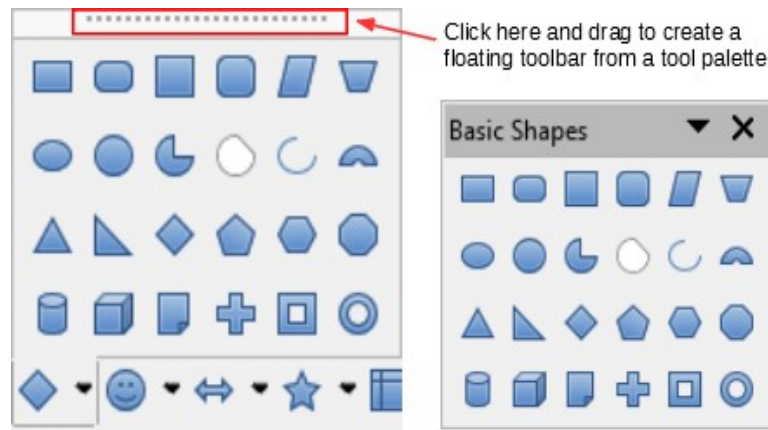 Click here and drag to create a
floating toolbar from a tool palette
Basic Shapes